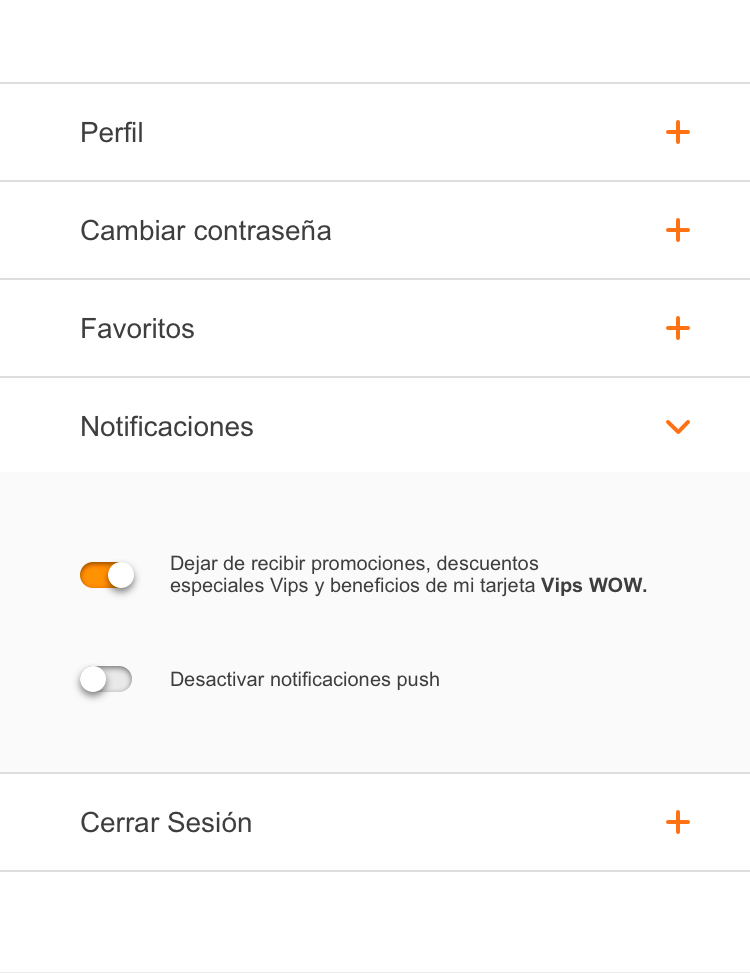 Perfil
Cambiar contraseña
Favoritos
Notificaciones
Dejar de recibir promociones, descuentos
especiales Vips y beneficios de mi tarjeta Vips WOW.
Desactivar notificaciones push
Cerrar Sesión